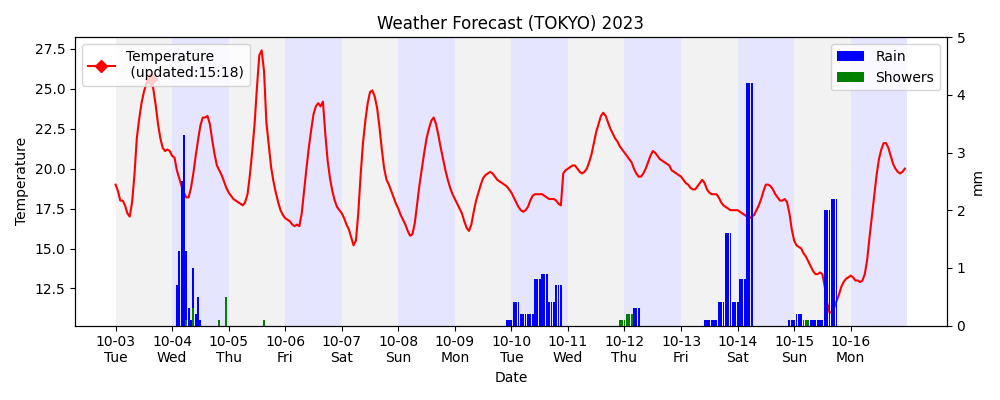 Weather Forecast (TOKYO) 2023
Temperature
(updated:15:18)
Rain
Showers
Temperature
27.5
25.0
22.5
20.0
17.5
15.0
12.5
5
4
3
2
1
0
mm
10-03 10-04 10-05 10-06 10-07 10-08 10-09 10-10 10-11 10-12 10-13 10-14 10-15 10-16
Tue Wed Thu Fri Sat Sun Mon Tue Wed Thu Fri Sat Sun Mon
Date